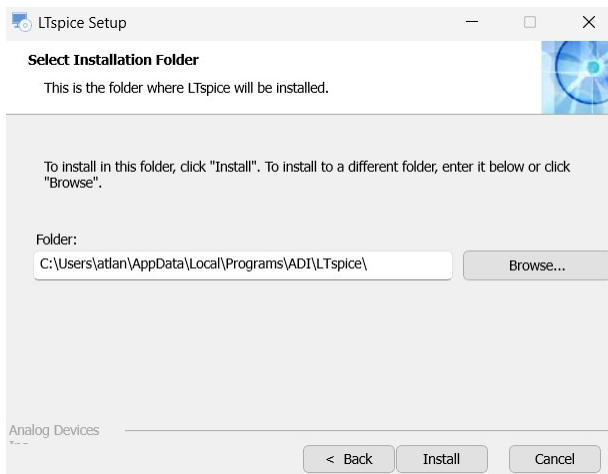 LTspice Setup
Select Installation Folder
This is the folder where LTspice will be installed.
To install in this folder, click "Install". To install to a different folder, enter it below or click
"Browse".
Folder:
C:\Users\atlan\AppData\Local\Programs\ADI\LTspice\
Browse...
Analog Devices
< Back
Install
Cancel